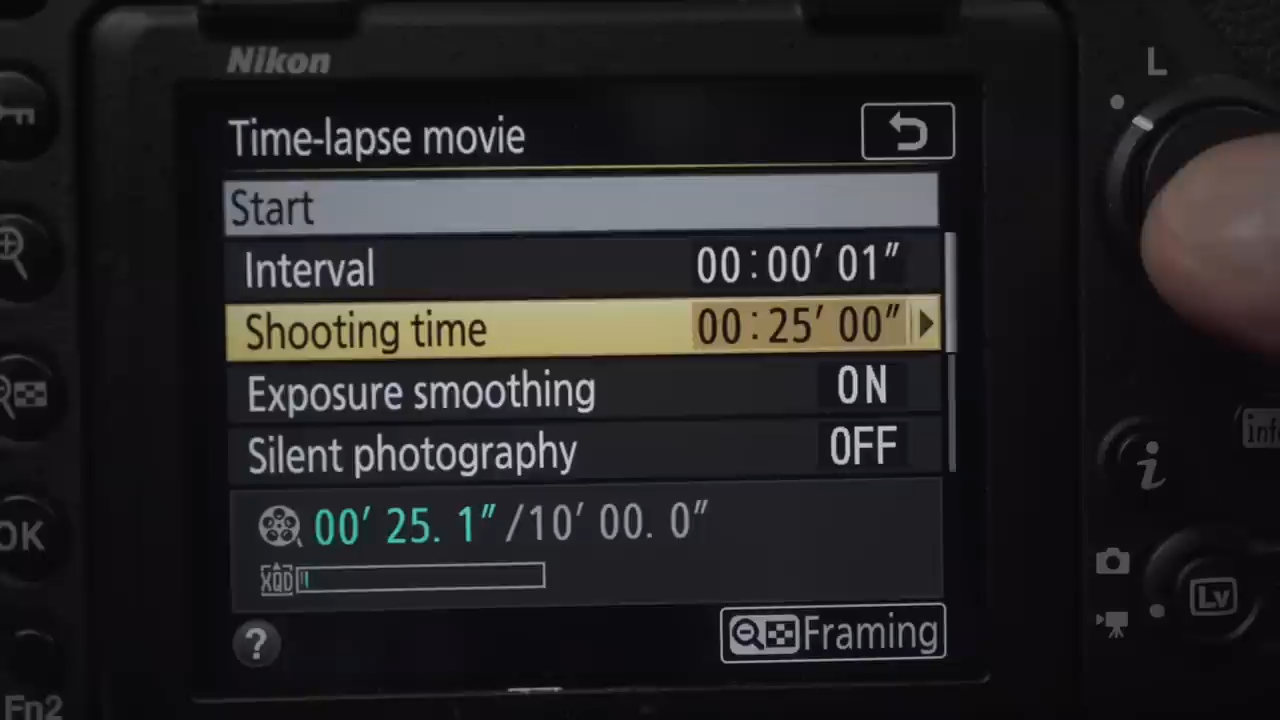 Nikon
L
Time-lapse movie
Start
Interval 00:00' 01"
Shooting time 00:25' 00"
Exposure smoothing ON
Silent photography OFF
info
i
00' 25. 1" /10' 00. 0"
OK
XQD
Lv
? Framing
Fn2